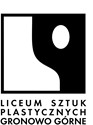 LICEUM SZTUK
PLASTYCZNYCH
GRONOWO GÓRNE